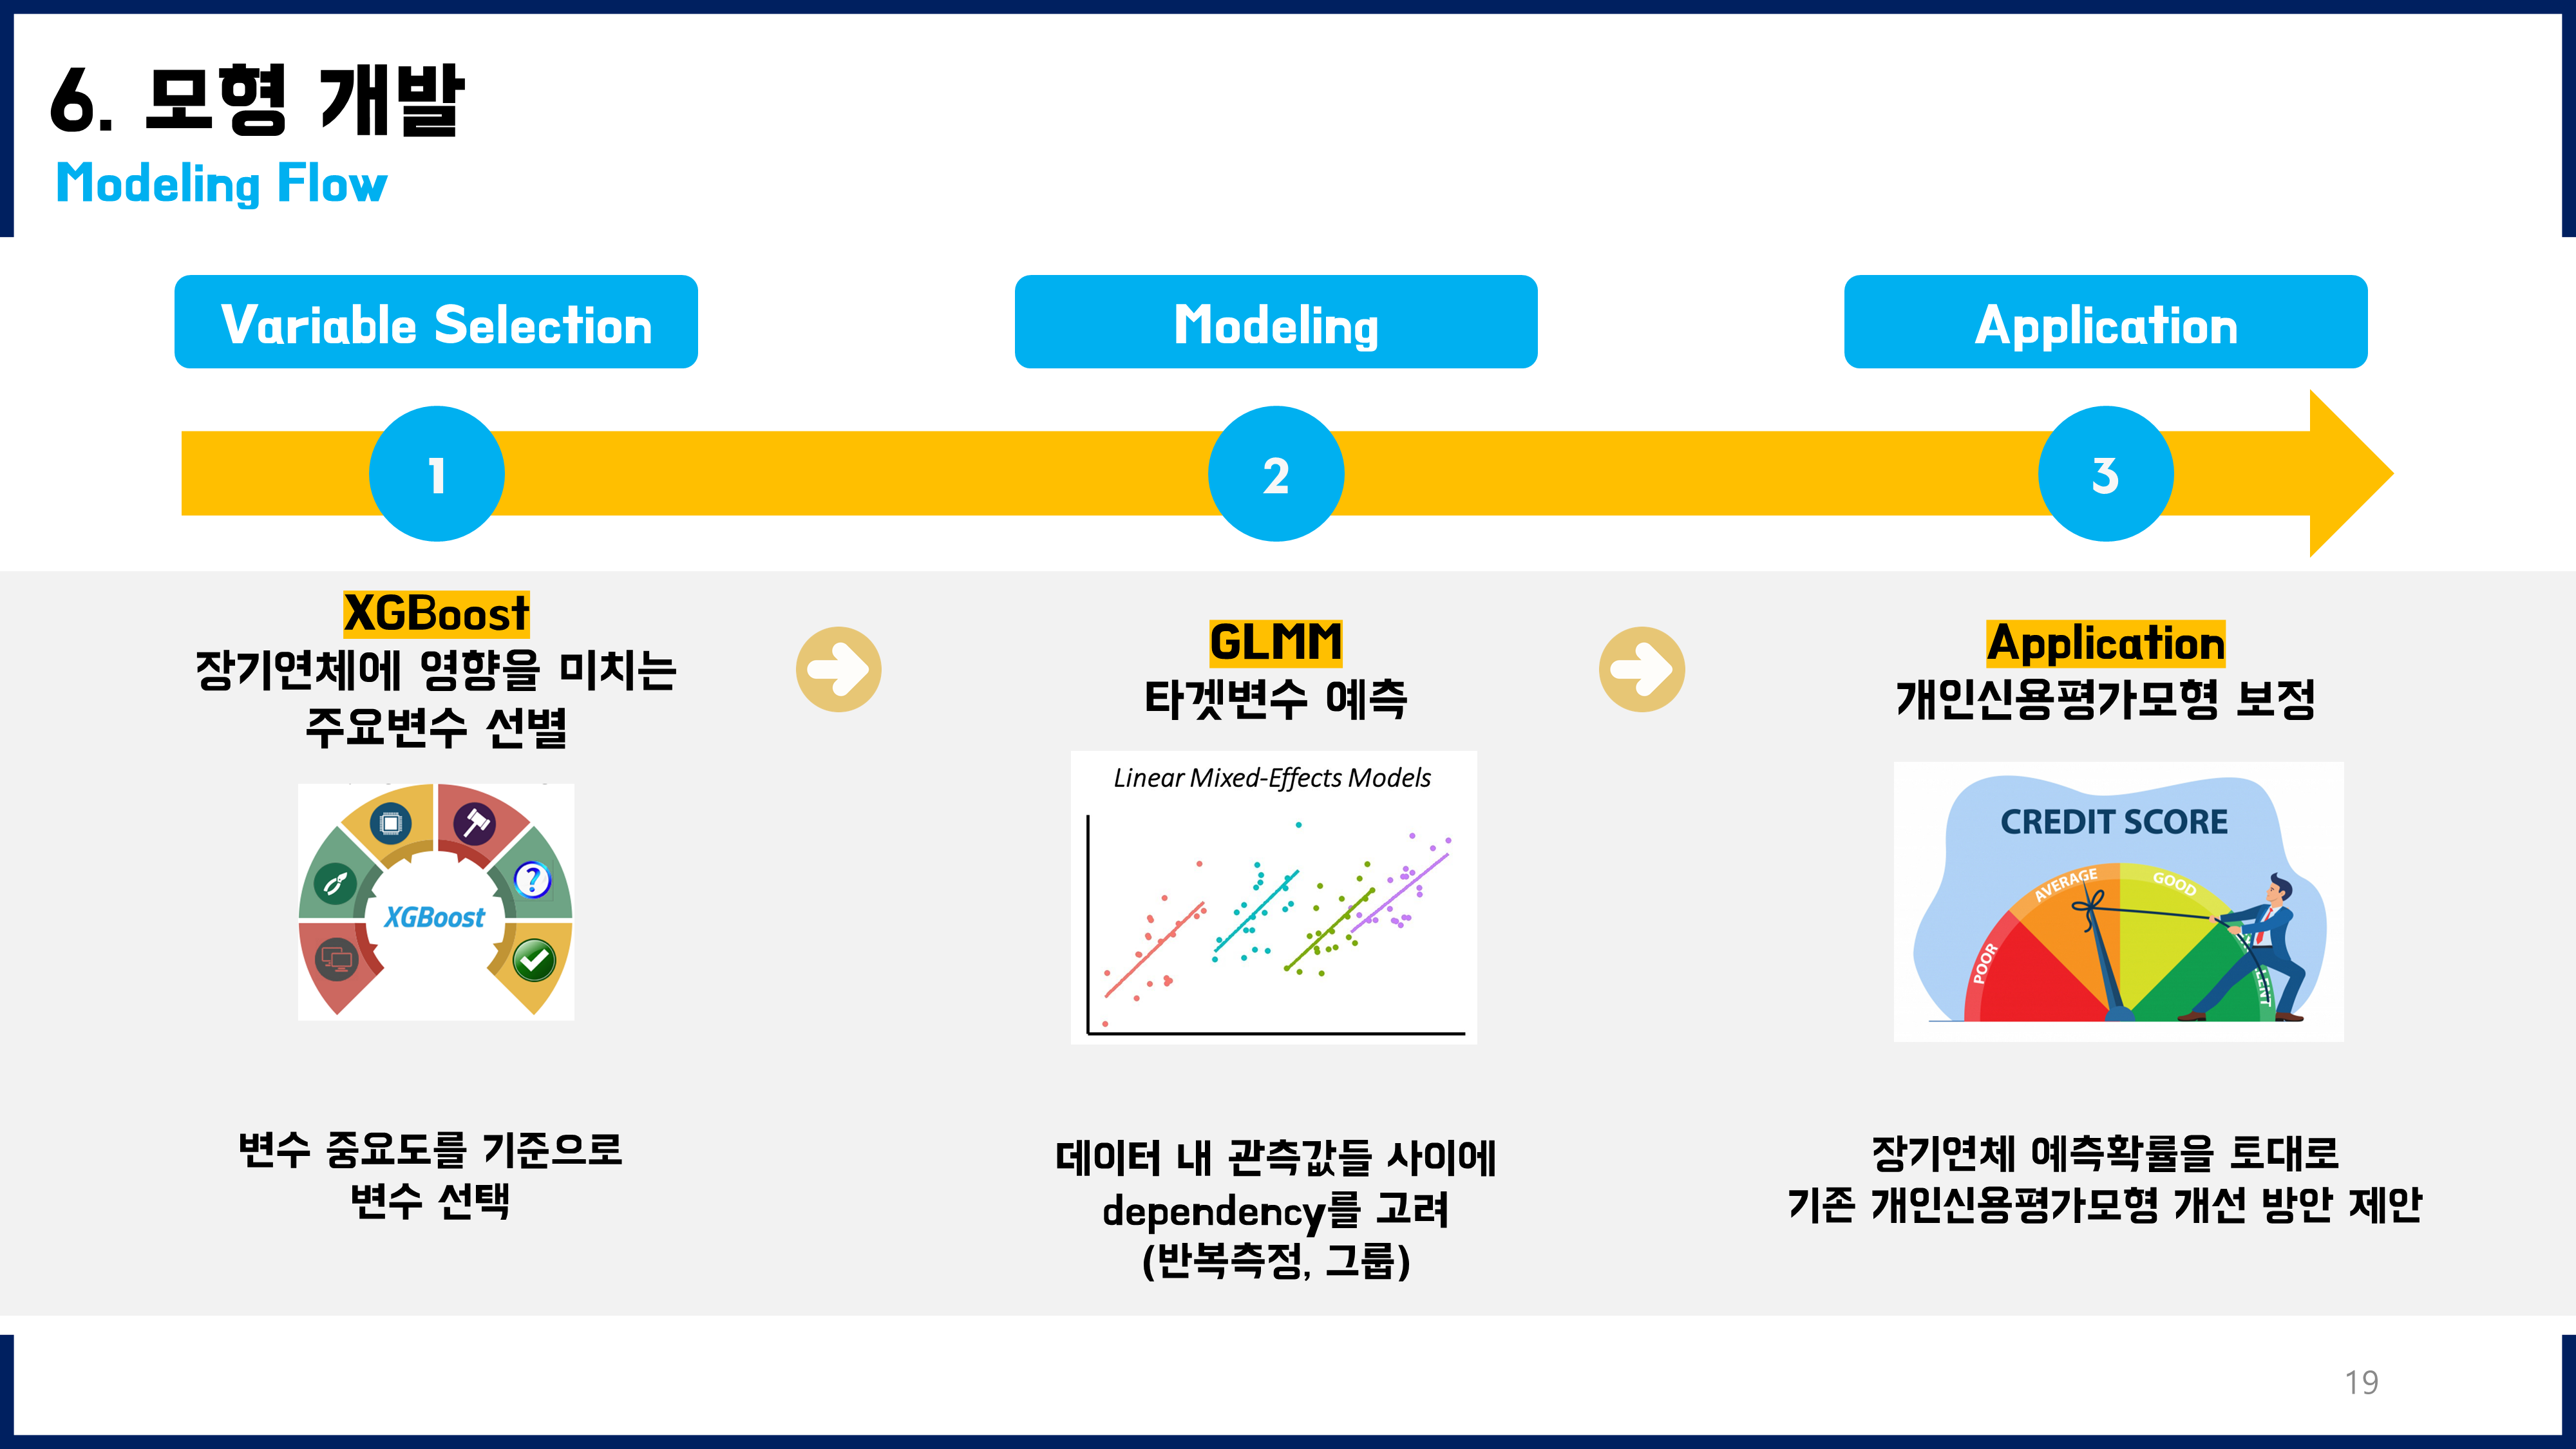 6. 모형 개발
Modeling Flow
Variable Selection
Modeling
Application
1
2
3
XGBoost
장기연체에 영향을 미치는
주요변수 선별
XGBoost
변수 중요도를 기준으로
변수 선택
GLMM
타겟변수 예측
Linear Mixed-Effects Models
데이터 내 관측값들 사이에
dependency를 고려
(반복측정, 그룹)
Application
개인신용평가모형 보정
CREDIT SCORE
POOR
AVERAGE
GOOD
장기연체 예측확률을 토대로
기존 개인신용평가모형 개선 방안 제안
19